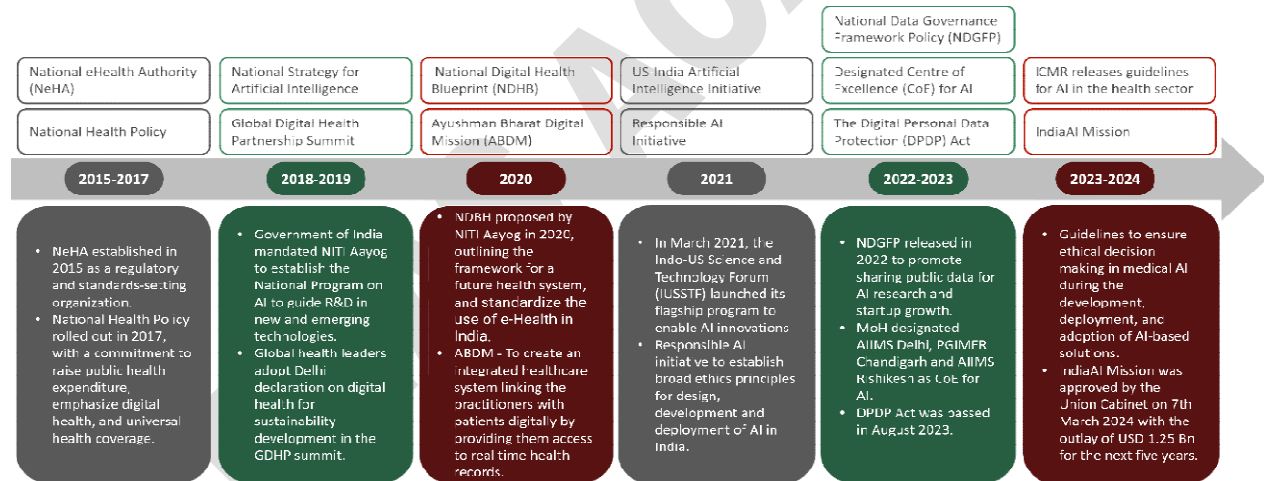 National Data Governance
Framework Policy (NDGFP)
National eHealth Authority
(NeHA)
National Strategy for
Artificial Intelligence
National Digital Health
Blueprint (NDHB)
US India Artificial
Intelligence Initiative
Designated Centre of
Excellence (CoE) for AI
ICMR releases guidelines
for AI in the health sector
National Health Policy
Global Digital Health
Partnership Summit
Ayushman Bharat Digital
Mission (ABDM)
Responsible AI
Initiative
The Digital Personal Data
Protection (DPDP) Act
IndiaAI Mission
2015-2017
2018-2019
2020
2021
2022-2023
2023-2024
• NeHA established in
2015 as a regulatory
and standards-setting
organization.
• National Health Policy
rolled out in 2017,
with a commitment to
raise public health
expenditure,
emphasize digital
health, and universal
health coverage.
• Government of India
mandated NITI Aayog
to establish the
National Program on
AI to guide R&D in
new and emerging
technologies.
• Global health leaders
adopt Delhi
declaration on digital
health for
sustainability
development in the
GDHP summit.
• NDBH proposed by
NITI Aayog in 2020,
outlining the
framework for a
future health system,
and standardize the
use of e-Health in
India.
• ABDM - To create an
integrated healthcare
system linking the
practitioners with
patients digitally by
providing them access
to real time health
records.
• In March 2021, the
Indo-US Science and
Technology Forum
(IUSSTF) launched its
flagship program to
enable AI innovations
• Responsible AI
initiative to establish
broad ethics principles
for design,
development and
deployment of AI in
India.
• NDGFP released in
2022 to promote
sharing public data for
AI research and
startup growth.
• MoH designated
AIIMS Delhi, PGIMER
Chandigarh and AIIMS
Rishikesh as CoE for
AI.
• DPDP Act was passed
in August 2023.
• Guidelines to ensure
ethical decision
making in medical AI
during the
development,
deployment, and
adoption of AI-based
solutions.
• IndiaAI Mission was
approved by the
Union Cabinet on 7th
March 2024 with the
outlay of USD 1.25 Bn
for the next five years.